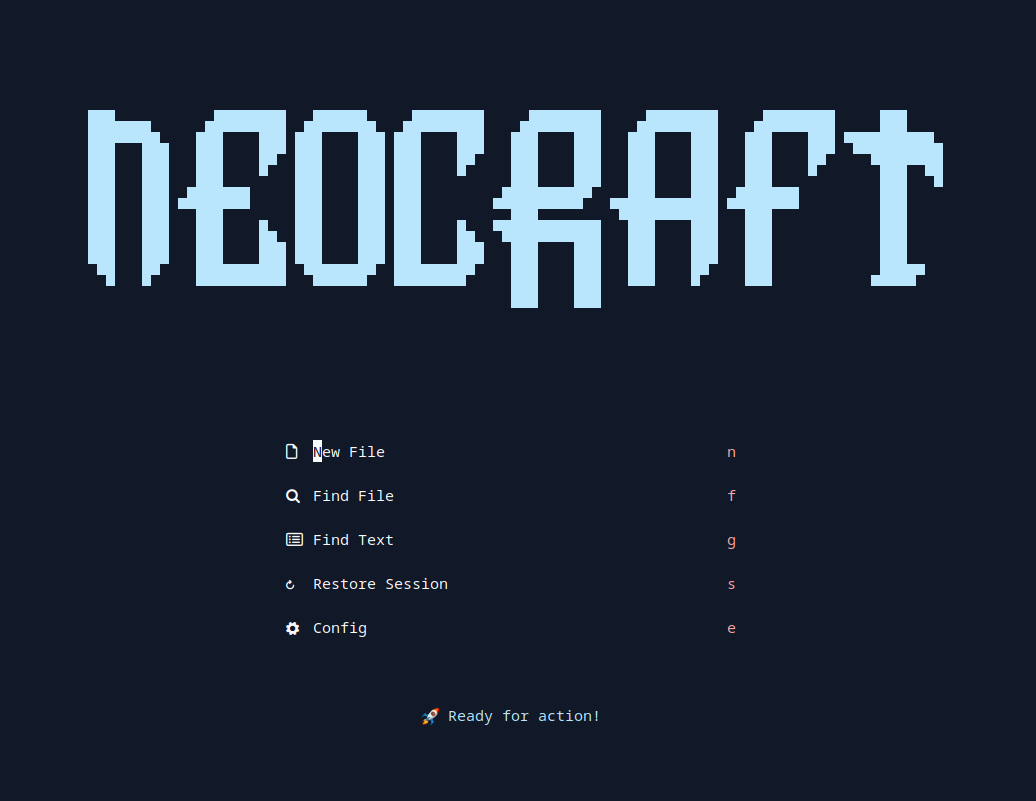 NEOCRAFT
New File n
Find File f
Find Text g
Restore Session s
Config e
🚀 Ready for action!